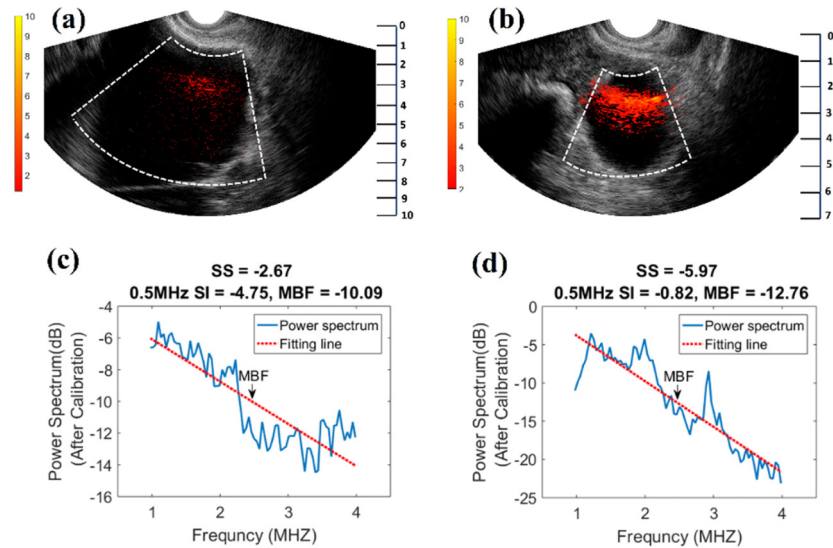 (a)
10
9
8
7
6
5
4
3
2
0
1
2
3
4
5
6
7
8
9
10
(b)
10
9
8
7
6
5
4
3
2
0
1
2
3
4
5
6
7
(c)
SS = -2.67
0.5MHz SI = -4.75, MBF = -10.09
-4
-6
-8
-10
-12
-14
-16
Power Spectrum(dB)
(After Calibration)
Power spectrum
Fitting line
MBF
1
2
3
4
Frequncy (MHZ)
(d)
SS = -5.97
0.5MHz SI = -0.82, MBF = -12.76
0
-5
-10
-15
-20
-25
Power Spectrum(dB)
(After Calibration)
Power spectrum
Fitting line
MBF
1
2
3
4
Frequncy (MHZ)